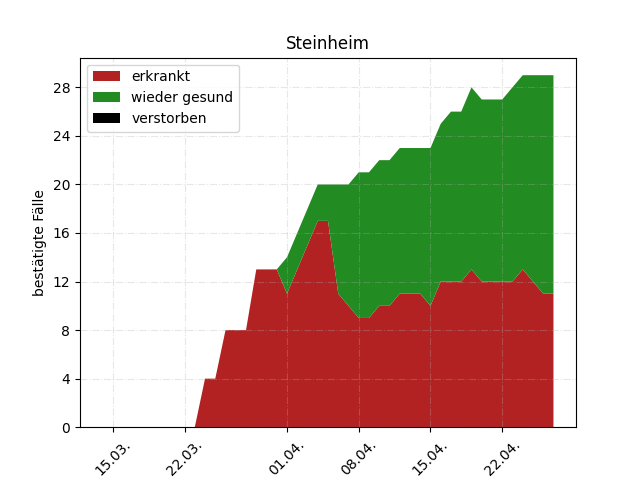 Steinheim
erkrankt
wieder gesund
verstorben
bestätigte Fälle
28
24
20
16
12
8
4
0
15.03.
22.03.
01.04.
08.04.
15.04.
22.04.